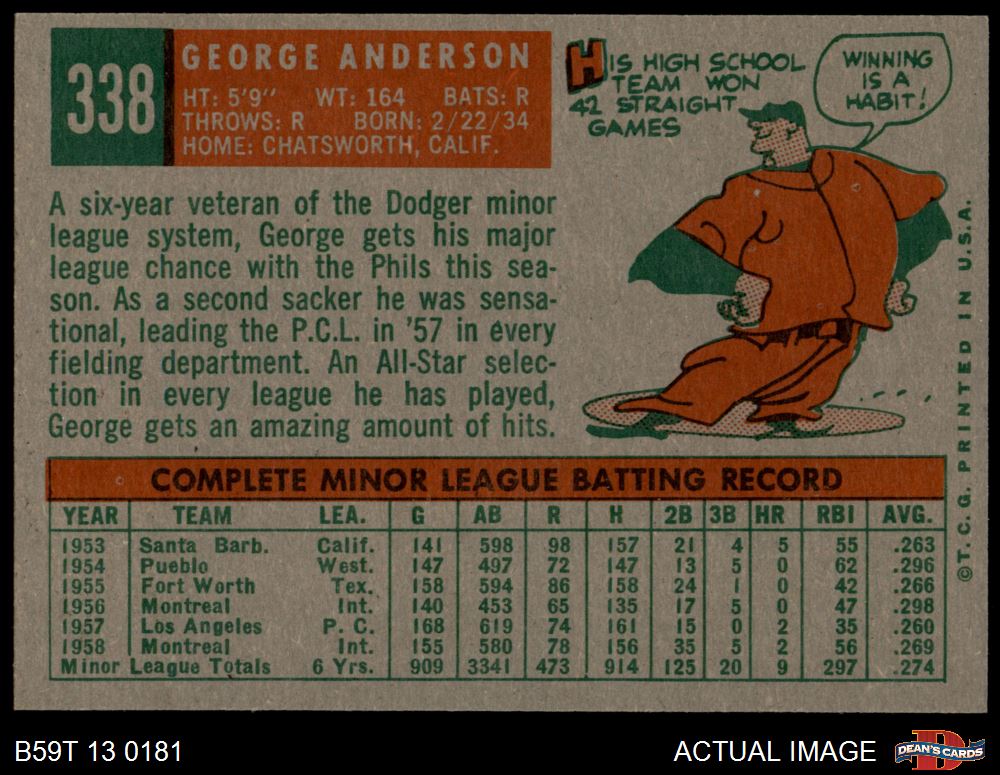 338
GEORGE ANDERSON
HT: 5'9" WT: 164 BATS: R
THROWS: R BORN: 2/22/34
HOME: CHATSWORTH, CALIF.
HIS HIGH SCHOOL
TEAM WON
42 STRAIGHT
GAMES
WINNING
IS A
HABIT!
A six-year veteran of the Dodger minor
league system, George gets his major
league chance with the Phils this sea-
son. As a second sacker he was sensa-
tional, leading the P.C.L. in '57 in every
fielding department. An All-Star selec-
tion in every league he has played,
George gets an amazing amount of hits.
COMPLETE MINOR LEAGUE BATTING RECORD
YEAR TEAM LEA. G AB R H 2B 3B HR RBI AVG.
1953 Santa Barb. Calif. 141 598 98 157 21 4 5 55 .263
1954 Pueblo West. 147 497 72 147 13 5 0 62 .296
1955 Fort Worth Tex. 158 594 86 158 24 1 0 42 .266
1956 Montreal Int. 140 453 65 135 17 5 0 47 .298
1957 Los Angeles P. C. 168 619 74 161 15 0 2 35 .260
1958 Montreal Int. 155 580 78 156 35 5 2 56 .269
Minor League Totals 6 Yrs. 909 3341 473 914 125 20 9 297 .274
©T. C. G. PRINTED IN U.S.A.
B59T 13 0181
ACTUAL IMAGE
D
DEAN'S CARDS